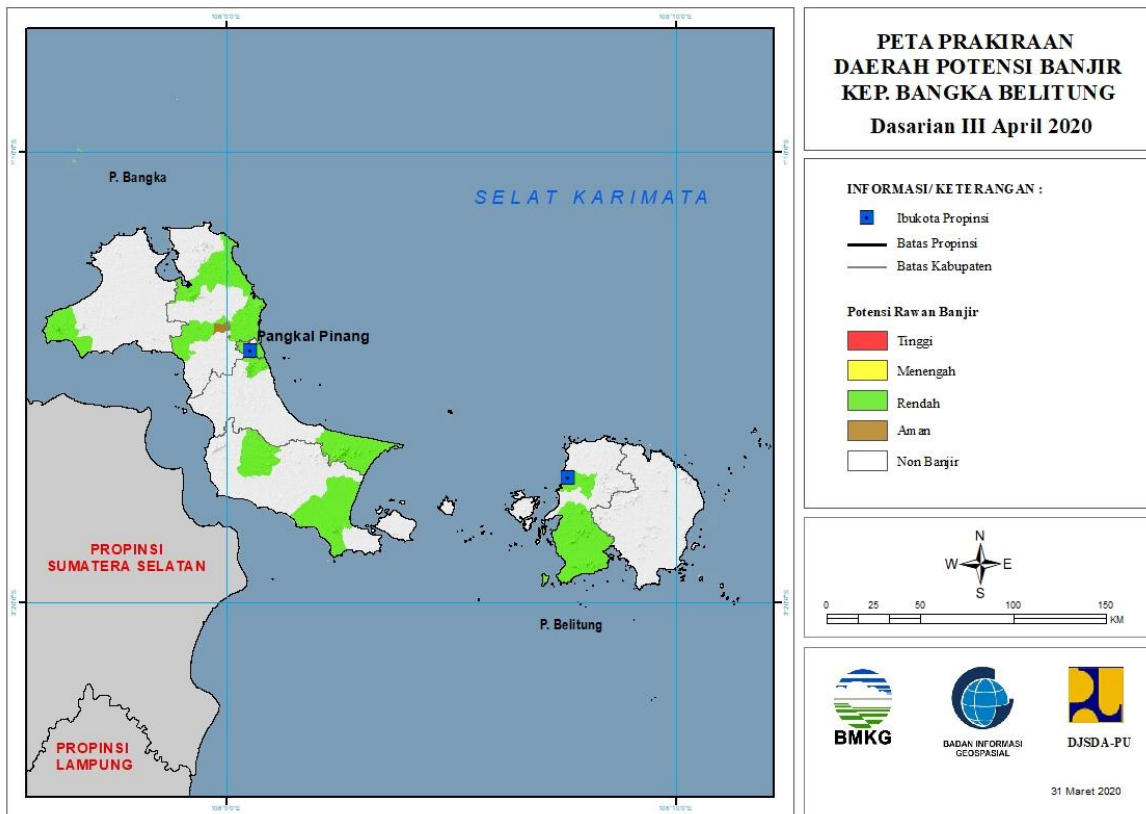 PETA PRAKIRAAN
DAERAH POTENSI BANJIR
KEP. BANGKA BELITUNG
Dasarian III April 2020
P. Bangka
SELAT KARIMATA
Pangkal Pinang
PROPINSI
SUMATERA SELATAN
P. Belitung
PROPINSI
LAMPUNG
INFORMASI/ KETERANGAN :
Ibukota Propinsi
Batas Propinsi
Batas Kabupaten
Potensi Rawan Banjir
Tinggi
Menengah
Rendah
Aman
Non Banjir
N
W E
S
0 25 50 100 150
KM
BMKG
BADAN INFORMASI
GEOSPASIAL
DJSDA-PU
31 Maret 2020